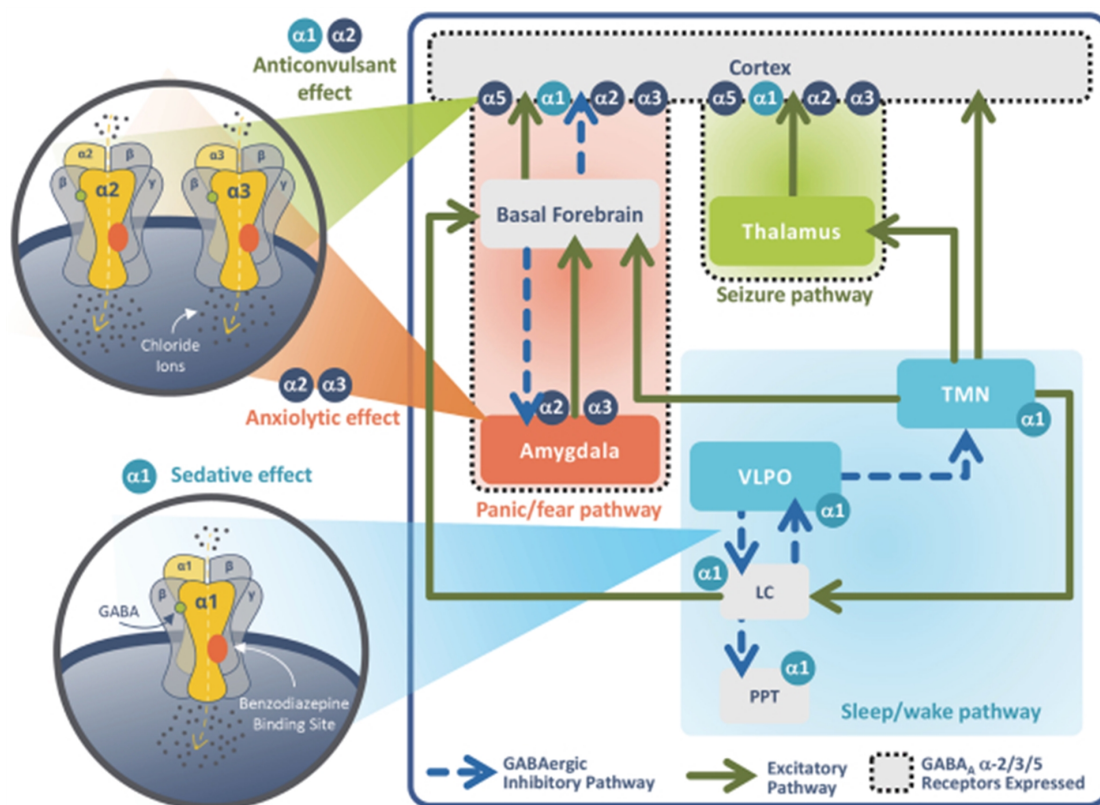 α1 α2
Anticonvulsant
effect
α2 β α3 β
β α2 γ β α3 γ
Chloride
Ions
α2 α3
Anxiolytic effect
α1 Sedative effect
α1 β
β α1 γ
GABA
Benzodiazepine
Binding Site
Cortex
α5 α1 α2 α3 α5 α1 α2 α3
Basal Forebrain
Thalamus
Seizure pathway
α2 α3
Amygdala
Panic/fear pathway
TMN
α1
VLPO
α1
α1
LC
α1
PPT
Sleep/wake pathway
GABAergic
Inhibitory Pathway
Excitatory
Pathway
GABAA α-2/3/5
Receptors Expressed